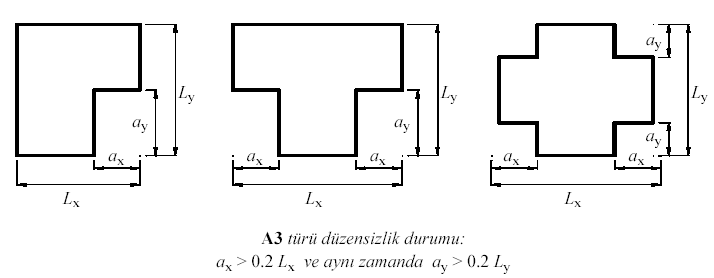 a_y
L_y
a_x
L_x
a_y
L_y
a_x
a_x
L_x
a_y
L_y
a_y
a_x
a_x
L_x
A3 türü düzensizlik durumu:
a_x > 0.2 L_x ve aynı zamanda a_y > 0.2 L_y